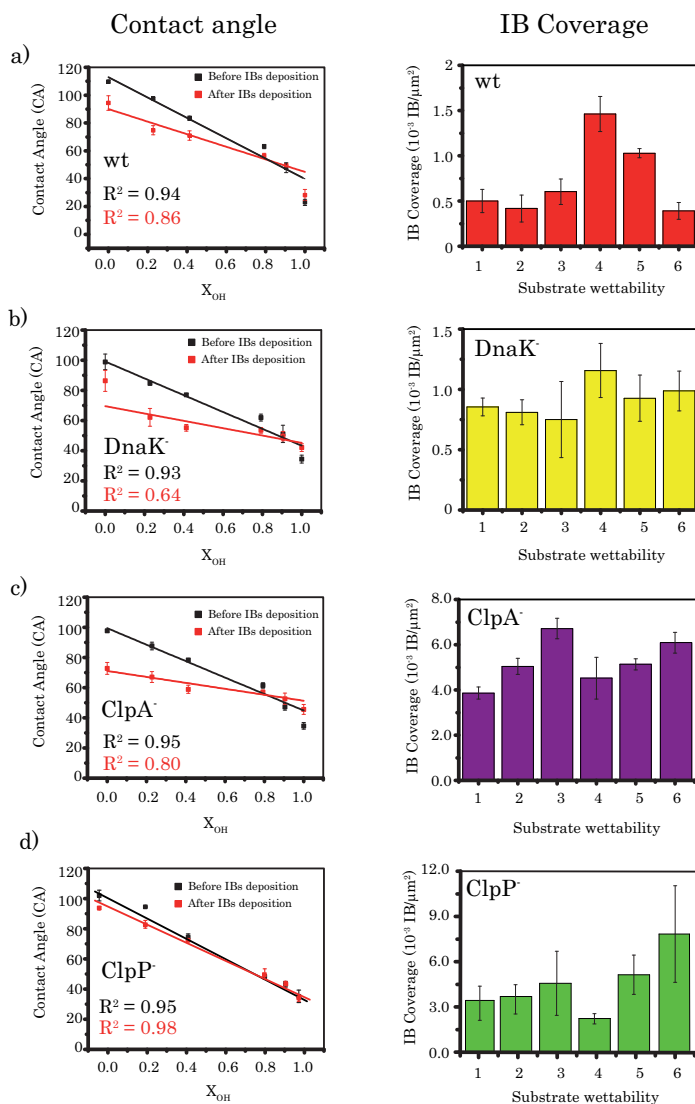 Contact angle
IB Coverage
a)
Contact Angle (CA)
120
100
80
60
40
20
0
Before IBs deposition
After IBs deposition
wt
R² = 0.94
R² = 0.86
0.0 0.2 0.4 0.6 0.8 1.0
X_OH
IB Coverage (10⁻³ IB/µm²)
2
1.5
1
0.5
0
wt
1 2 3 4 5 6
Substrate wettability
b)
Contact Angle (CA)
120
100
80
60
40
20
0
Before IBs deposition
After IBs deposition
DnaK⁻
R² = 0.93
R² = 0.64
0.0 0.2 0.4 0.6 0.8 1.0
X_OH
IB Coverage (10⁻³ IB/µm²)
1.5
1.0
0.5
0
DnaK⁻
1 2 3 4 5 6
Substrate wettability
c)
Contact Angle (CA)
120
100
80
60
40
20
0
Before IBs deposition
After IBs deposition
ClpA⁻
R² = 0.95
R² = 0.80
0.0 0.2 0.4 0.6 0.8 1.0
X_OH
IB Coverage (10⁻³ IB/µm²)
8.0
6.0
4.0
2.0
0.0
ClpA⁻
1 2 3 4 5 6
Substrate wettability
d)
Contact Angle (CA)
120
100
80
60
40
20
0
Before IBs deposition
After IBs deposition
ClpP⁻
R² = 0.95
R² = 0.98
0.0 0.2 0.4 0.6 0.8 1.0
X_OH
IB Coverage (10⁻³ IB/µm²)
12.0
9.0
6.0
3.0
0.0
ClpP⁻
1 2 3 4 5 6
Substrate wettability